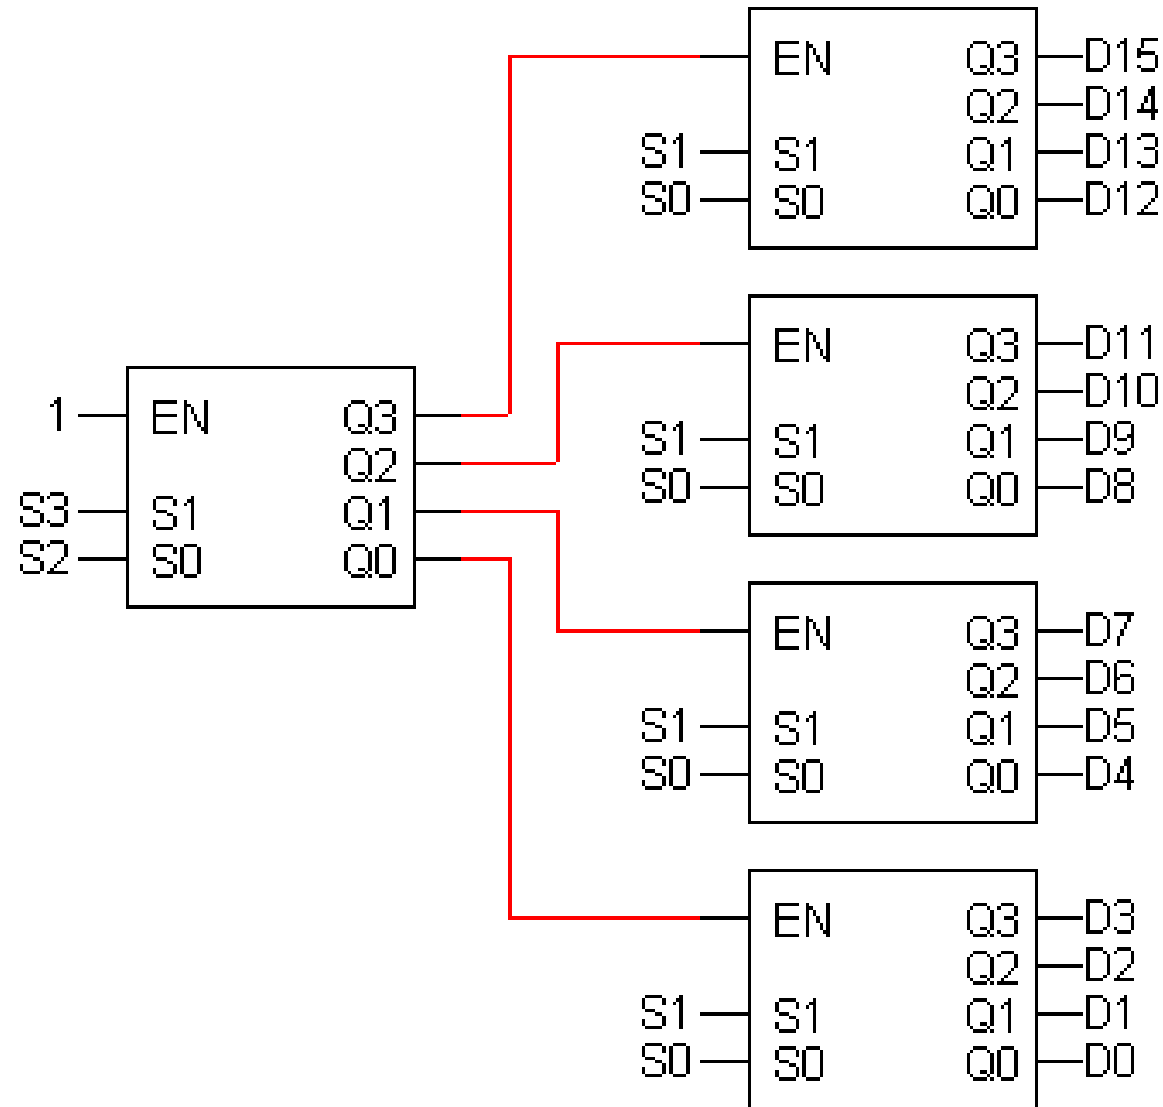 EN Q3 D15
Q2 D14
S1 S1 Q1 D13
S0 S0 Q0 D12
EN Q3 D11
Q2 D10
S1 S1 Q1 D9
S0 S0 Q0 D8
1 EN Q3
Q2
S3 S1 Q1
S2 S0 Q0
EN Q3 D7
Q2 D6
S1 S1 Q1 D5
S0 S0 Q0 D4
EN Q3 D3
Q2 D2
S1 S1 Q1 D1
S0 S0 Q0 D0